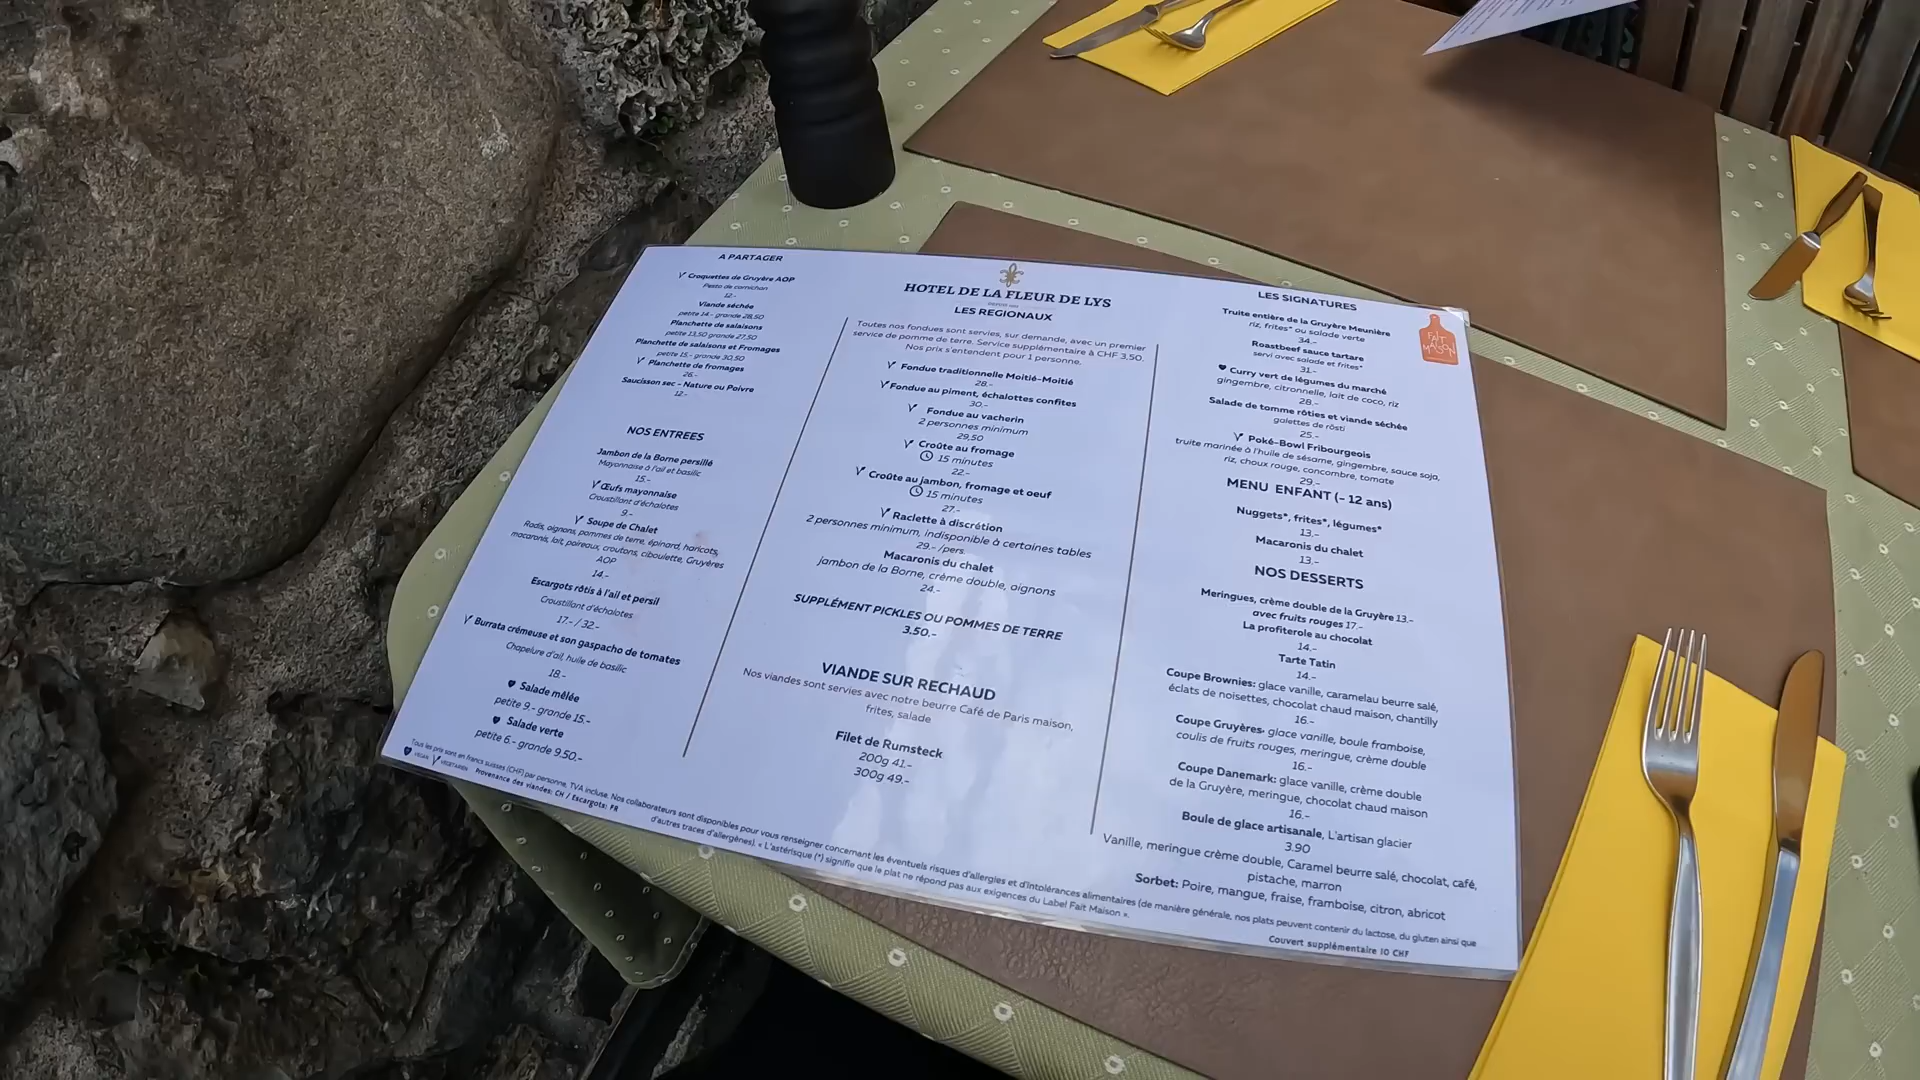 A PARTAGER
Croquettes de Gruyère AOP
Pesto de cornichon
12.-
Viande séchée
petite 14.- grande 28,50
Planchette de salaisons
petite 13,50 grande 27,50
Planchette de salaisons et Fromages
petite 15.- grande 30,50
Planchette de fromages
26.-
Saucisson sec - Nature ou Poivre
12.-
NOS ENTREES
Jambon de la Borne persillé
Mayonnaise à l'ail et basilic
15.-
Œufs mayonnaise
Croustillant d'échalotes
9.-
Soupe de Chalet
Radis, oignons, pommes de terre, épinard, haricots,
macaronis, lait, poireaux, croutons, ciboulette, Gruyères
AOP
14.-
Escargots rôtis à l'ail et persil
Croustillant d'échalotes
17.- / 32.-
Burrata crémeuse et son gaspacho de tomates
Chapelure d'ail, huile de basilic
18.-
Salade mêlée
petite 9.- grande 15.-
Salade verte
petite 6.- grande 9.50.-
HOTEL DE LA FLEUR DE LYS
LES REGIONAUX
Toutes nos fondues sont servies, sur demande, avec un premier
service de pomme de terre. Service supplémentaire à CHF 3,50.
Nos prix s'entendent pour 1 personne.
Fondue traditionnelle Moitié-Moitié
28.-
Fondue au piment, échallottes confites
30.-
Fondue au vacherin
2 personnes minimum
29,50
Croûte au fromage
15 minutes
22.-
Croûte au jambon, fromage et oeuf
15 minutes
27.-
Raclette à discrétion
2 personnes minimum, indisponible à certaines tables
29.- /pers.
Macaronis du chalet
jambon de la Borne, crème double, oignons
24.-
SUPPLÉMENT PICKLES OU POMMES DE TERRE
3.50.-
VIANDE SUR RECHAUD
Nos viandes sont servies avec notre beurre Café de Paris maison,
frites, salade
Filet de Rumsteck
200g 41.-
300g 49.-
LES SIGNATURES
Truite entière de la Gruyère Meunière
riz, frites* ou salade verte
34.-
Roastbeef sauce tartare
servi avec salade et frites*
31.-
Curry vert de légumes du marché
gingembre, citronnelle, lait de coco, riz
28.-
Salade de tomme rôties et viande séchée
galettes de rösti
25.-
Poké-Bowl Fribourgeois
truite marinée à l'huile de sésame, gingembre, sauce soja,
riz, choux rouge, concombre, tomate
29.-
MENU ENFANT (- 12 ans)
Nuggets*, frites*, légumes*
13.-
Macaronis du chalet
13.-
NOS DESSERTS
Meringues, crème double de la Gruyère 13.-
avec fruits rouges 17.-
La profiterole au chocolat
14.-
Tarte Tatin
14.-
Coupe Brownies: glace vanille, caramelau beurre salé,
éclats de noisettes, chocolat chaud maison, chantilly
16.-
Coupe Gruyères: glace vanille, boule framboise,
coulis de fruits rouges, meringue, crème double
16.-
Coupe Danemark: glace vanille, crème double
de la Gruyère, meringue, chocolat chaud maison
16.-
Boule de glace artisanale, L'artisan glacier
3.90
Vanille, meringue crème double, Caramel beurre salé, chocolat, café,
pistache, marron
Sorbet: Poire, mangue, fraise, framboise, citron, abricot
FAIT
MAISON
Tous les prix sont en francs suisses (CHF) par personne, TVA incluse. Nos collaborateurs sont disponibles pour vous renseigner concernant les éventuels risques d'allergies et d'intolérances alimentaires (de manière générale, nos plats peuvent contenir du lactose, du gluten ainsi que
d'autres traces d'allergènes). « L'astérisque (*) signifie que le plat ne répond pas aux exigences du Label Fait Maison ».
VEGAN VEGETARIEN Provenance des viandes: CH / Escargots: FR
Couvert supplémentaire 10 CHF